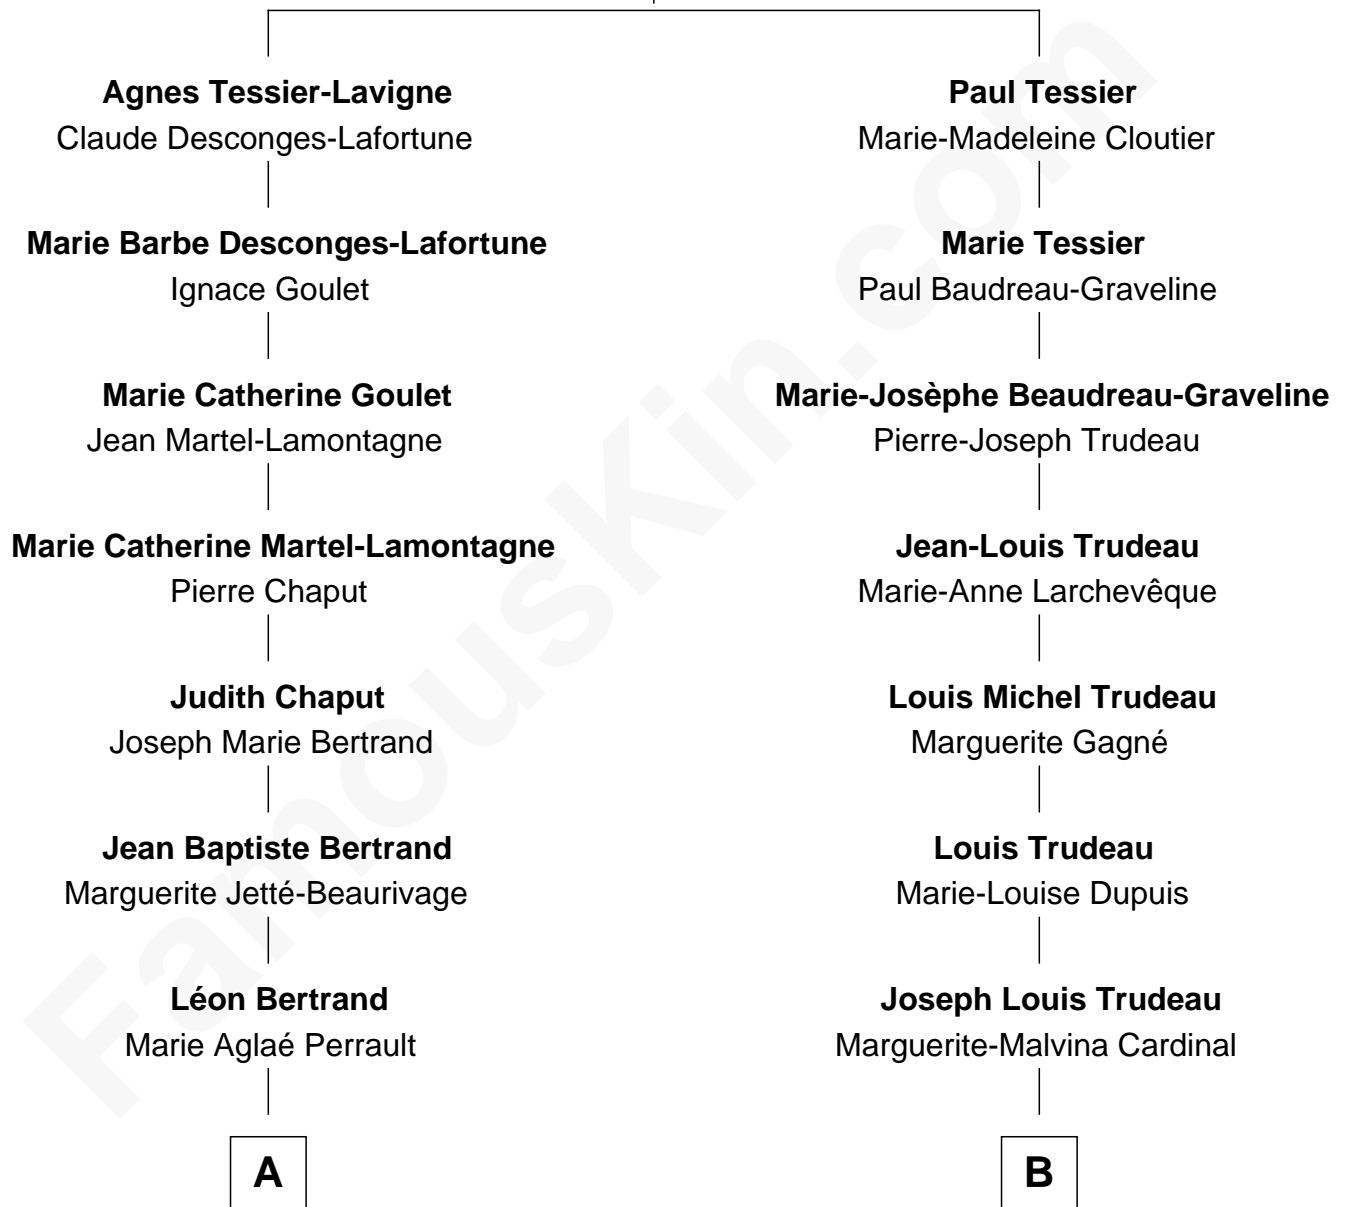 Agnes Tessier-Lavigne
Claude Desconges-Lafortune
Marie Barbe Desconges-Lafortune
Ignace Goulet
Marie Catherine Goulet
Jean Martel-Lamontagne
Marie Catherine Martel-Lamontagne
Pierre Chaput
Judith Chaput
Joseph Marie Bertrand
Jean Baptiste Bertrand
Marguerite Jetté-Beaurivage
Léon Bertrand
Marie Aglaé Perrault
A
Paul Tessier
Marie-Madeleine Cloutier
Marie Tessier
Paul Baudreau-Graveline
Marie-Josèphe Beaudreau-Graveline
Pierre-Joseph Trudeau
Jean-Louis Trudeau
Marie-Anne Larchevêque
Louis Michel Trudeau
Marguerite Gagné
Louis Trudeau
Marie-Louise Dupuis
Joseph Louis Trudeau
Marguerite-Malvina Cardinal
B
FamousKin.com